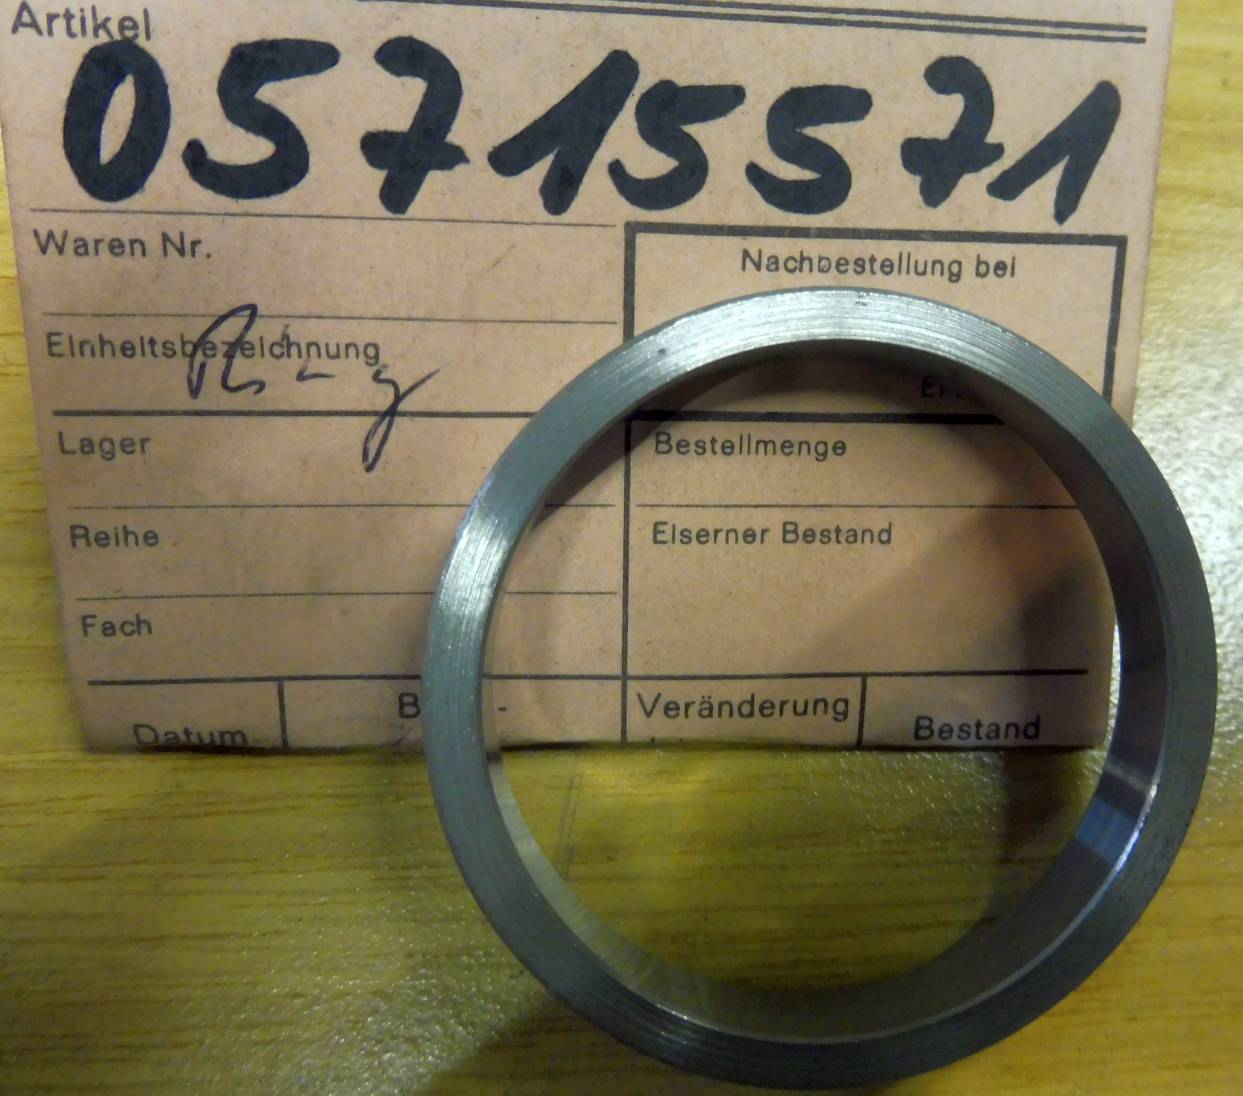 Artikel
05715571
Waren Nr.
Nachbestellung bei
Einheitsbezeichnung
Ring
Lager
Bestellmenge
Reihe
Eiserner Bestand
Fach
Datum
Veränderung
Bestand